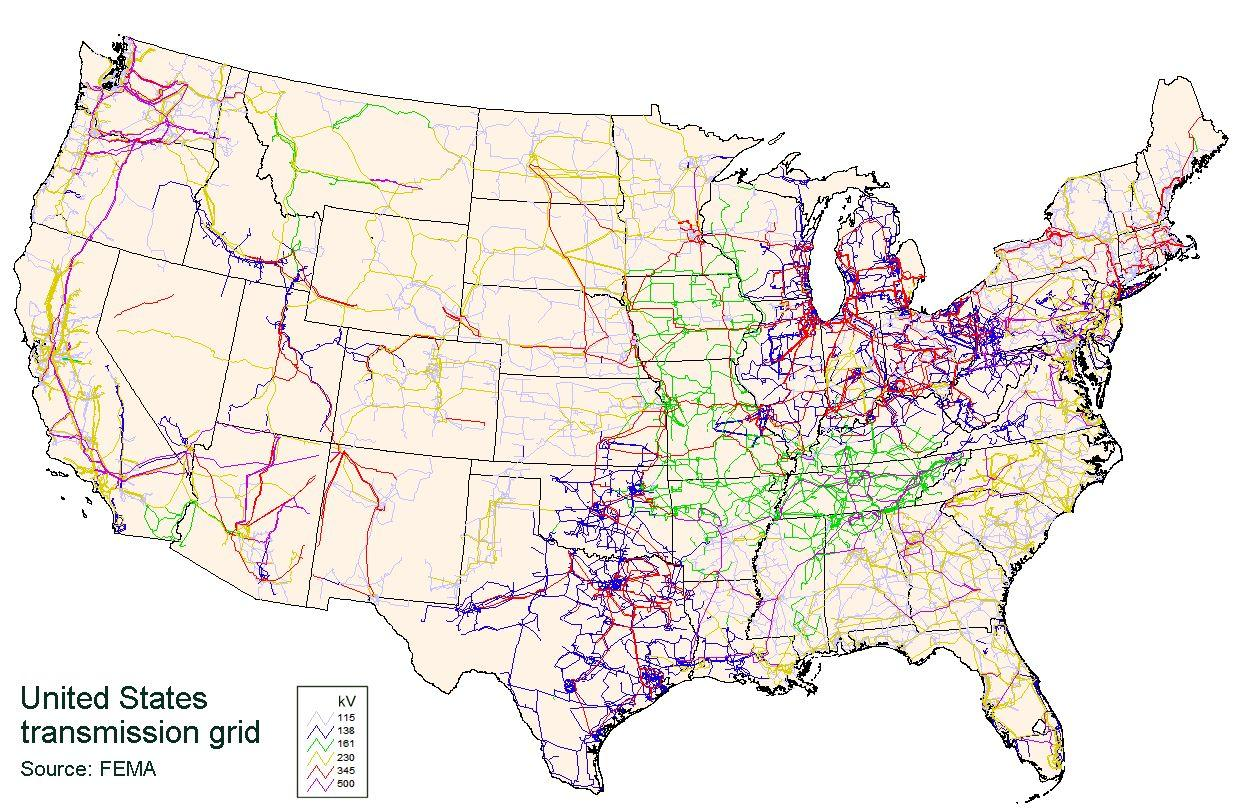 United States
transmission grid
Source: FEMA
kV
115
138
161
230
345
500